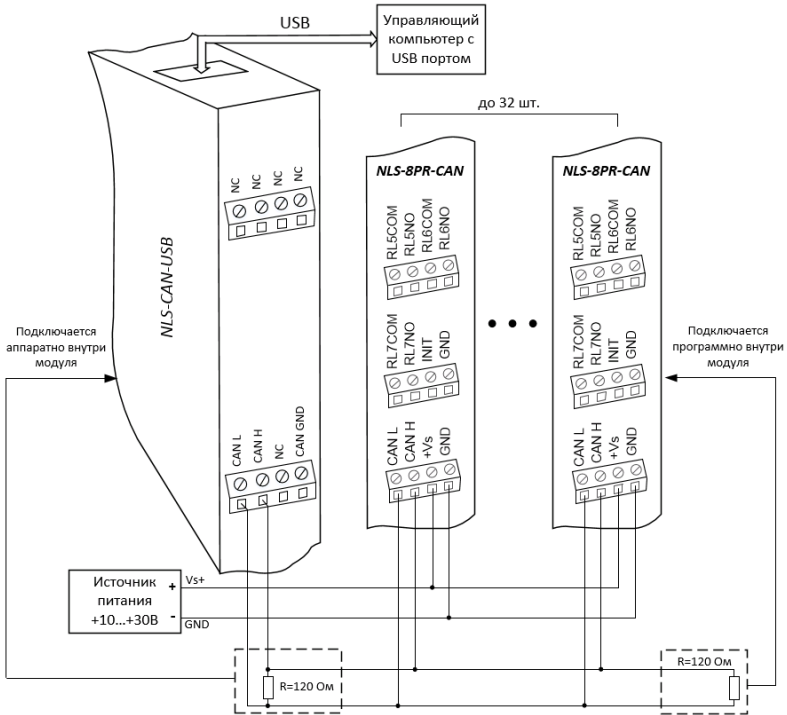 USB
Управляющий
компьютер с
USB портом
до 32 шт.
NLS-8PR-CAN
NLS-8PR-CAN
NC
NC
NC
NC
RL5COM
RL5NO
RL6COM
RL6NO
RL5COM
RL5NO
RL6COM
RL6NO
NLS-CAN-USB
Подключается
аппаратно внутри
модуля
RL7COM
RL7NO
INIT
GND
RL7COM
RL7NO
INIT
GND
Подключается
программно внутри
модуля
CAN L
CAN H
NC
CAN GND
CAN L
CAN H
+Vs
GND
CAN L
CAN H
+Vs
GND
Источник
питания
+10...+30В
+
Vs+
-
GND
R=120 Ом
R=120 Ом